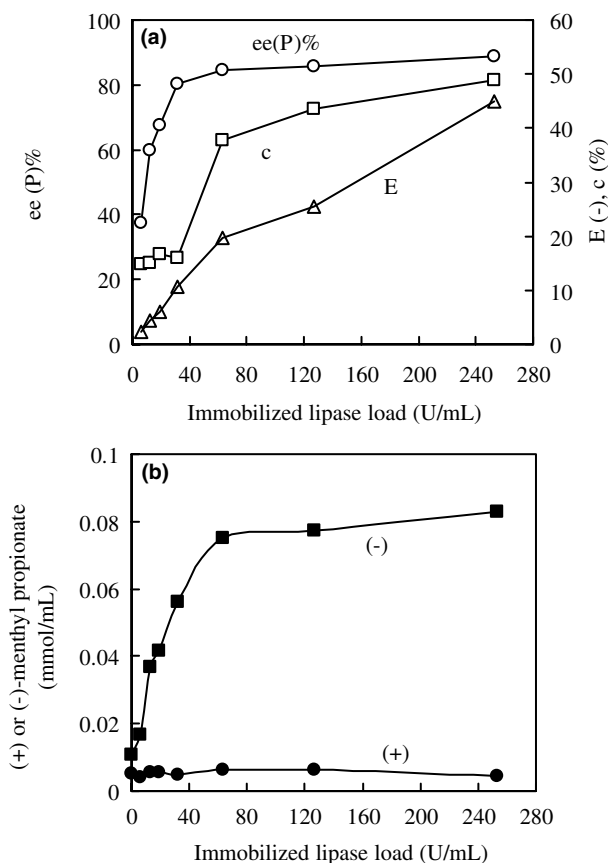 (a)
ee(P)%
c
E
100
80
60
40
20
0
ee (P)%
60
50
40
30
20
10
0
E (-), c (%)
0 40 80 120 160 200 240 280
Immobilized lipase load (U/mL)
(b)
(-)
(+)
0.1
0.08
0.06
0.04
0.02
0
(+) or (-)-menthyl propionate
(mmol/mL)
0 40 80 120 160 200 240 280
Immobilized lipase load (U/mL)